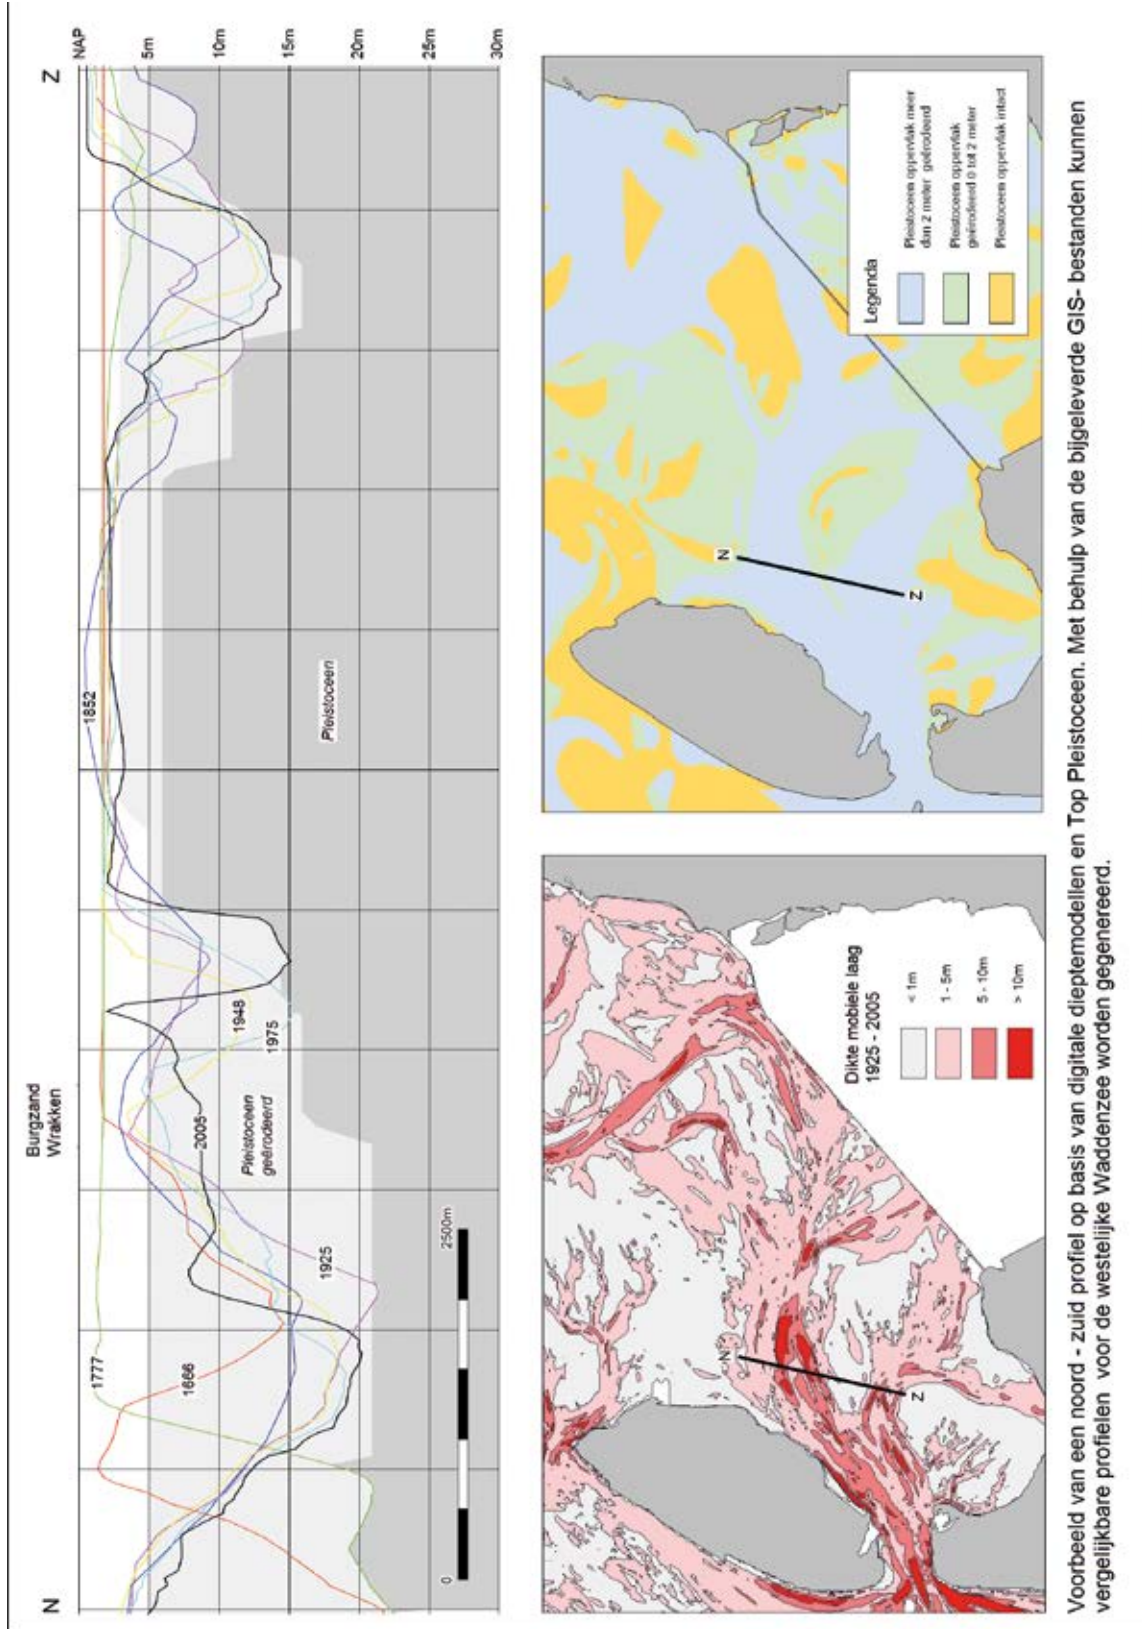 N
Burgzand
Wrakken
Z
NAP
5m
10m
15m
20m
25m
30m
1777
1666
1925
2005
1948
1975
1852
Pleistoceen
geërodeerd
Pleistoceen
0
2500m
Dikte mobiele laag
1925 - 2005
< 1m
1 - 5m
5 - 10m
> 10m
N
Z
N
Z
Legenda
Pleistoceen oppervlak meer
dan 2 meter geërodeerd
Pleistoceen oppervlak
geërodeerd 0 tot 2 meter
Pleistoceen oppervlak intact
Voorbeeld van een noord - zuid profiel op basis van digitale dieptemodellen en Top Pleistoceen. Met behulp van de bijgeleverde GIS- bestanden kunnen
vergelijkbare profielen voor de westelijke Waddenzee worden gegenereerd.